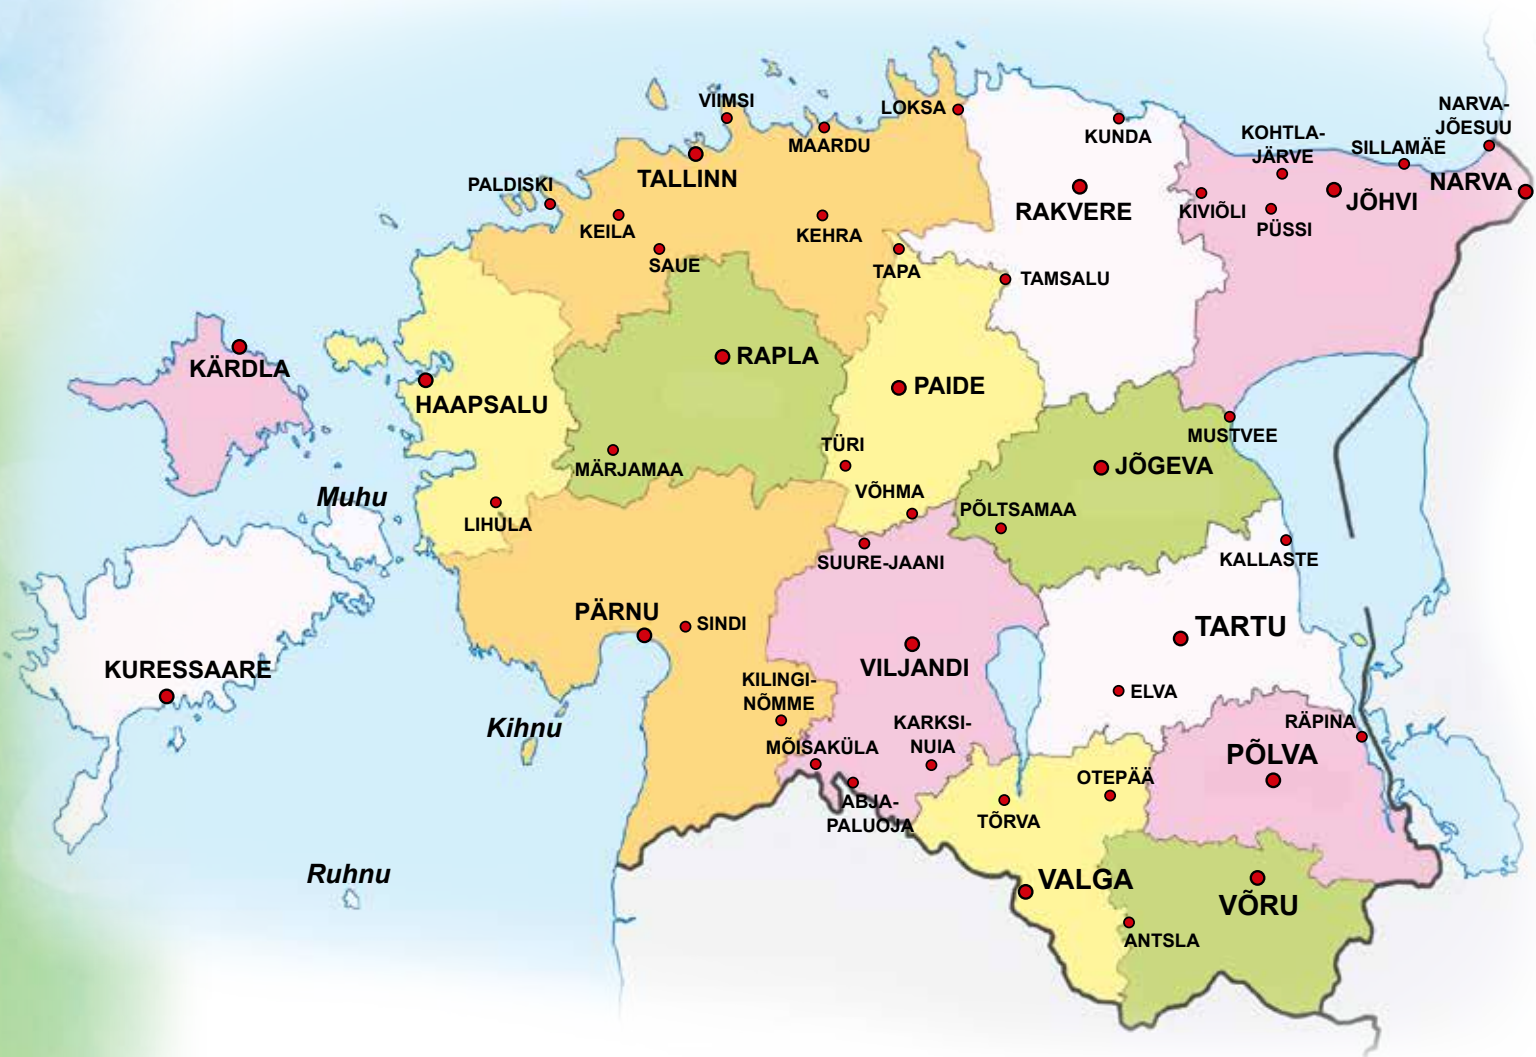 VIIMSI
LOKSA
MAARDU
KUNDA
NARVA-
JÕESUU
KOHTLA-
JÄRVE
SILLAMÄE
TALLINN
PALDISKI
KEILA
SAUE
KEHRA
TAPA
RAKVERE
TAMSALU
KIVIÕLI
PÜSSI
JÕHVI
NARVA
KÄRDLA
HAAPSALU
RAPLA
PAIDE
MÄRJAMAA
TÜRI
VÕHMA
JÕGEVA
MUSTVEE
PÕLTSAMAA
Muhu
LIHULA
SUURE-JAANI
KALLASTE
PÄRNU
SINDI
TARTU
KURESSAARE
VILJANDI
ELVA
KILINGI-
NÕMME
Kihnu
KARKSI-
NUIA
MÕISAKÜLA
RÄPINA
PÕLVA
OTEPÄÄ
ABJA-
PALUOJA
TÕRVA
Ruhnu
VALGA
VÕRU
ANTSLA